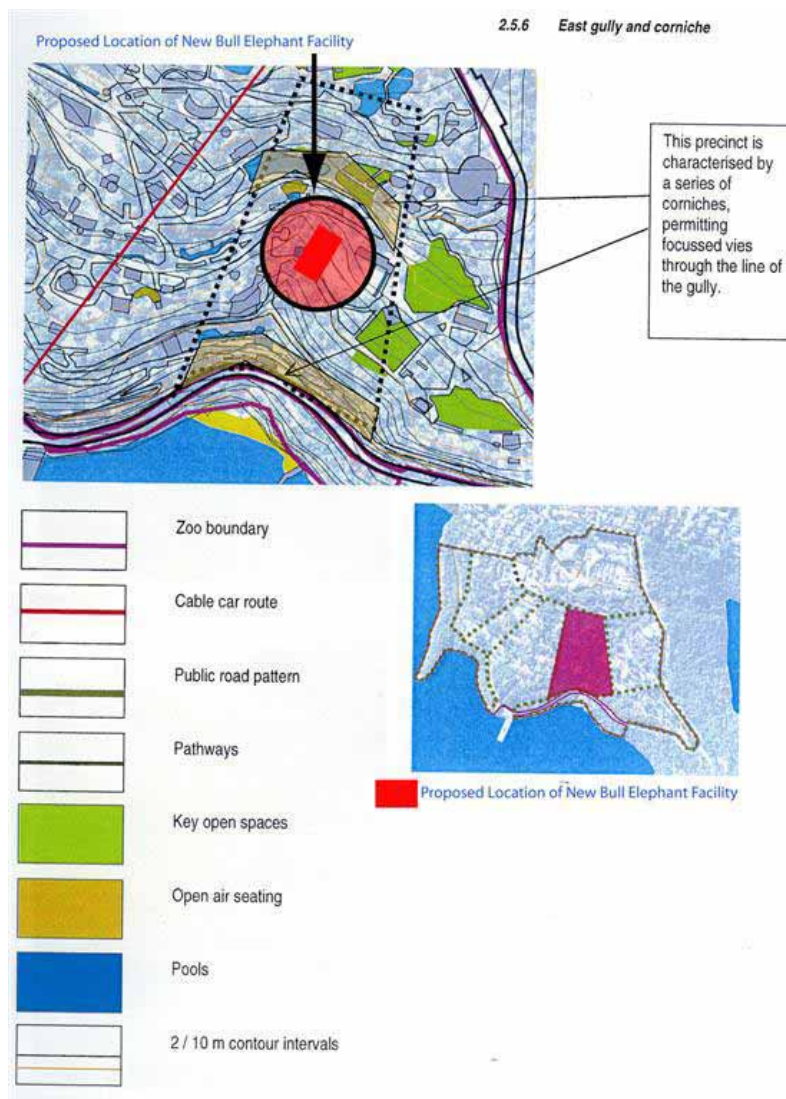 2.5.6 East gully and corniche
Proposed Location of New Bull Elephant Facility
This precinct is
characterised by
a series of
corniches,
permitting
focussed vies
through the line of
the gully.
Zoo boundary
Cable car route
Public road pattern
Pathways
Key open spaces
Open air seating
Pools
2 / 10 m contour intervals
Proposed Location of New Bull Elephant Facility